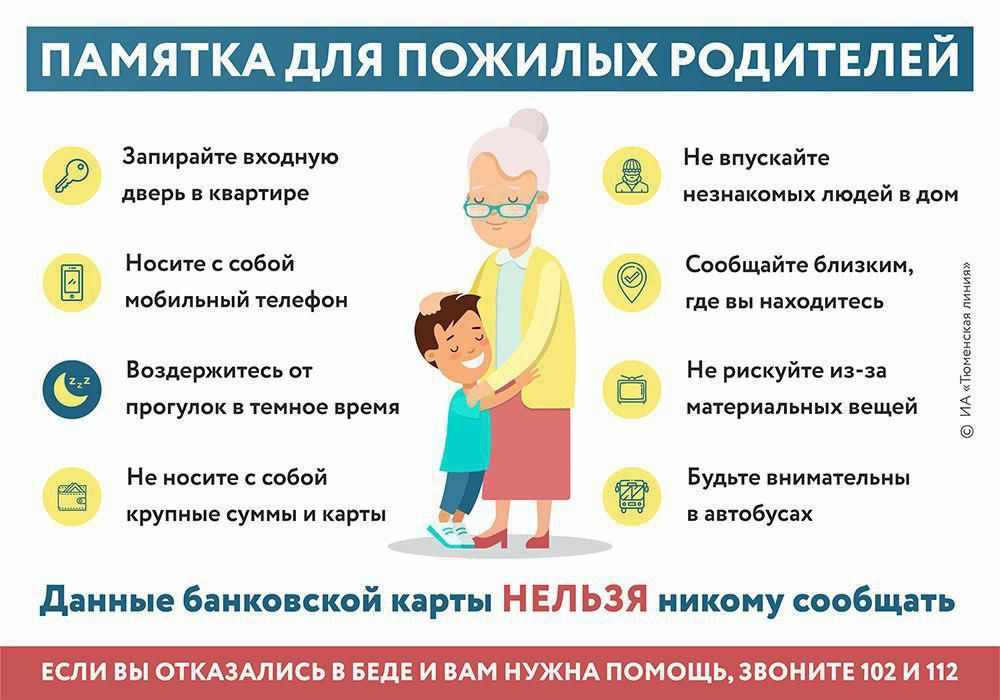 ПАМЯТКА ДЛЯ ПОЖИЛЫХ РОДИТЕЛЕЙ
Запирайте входную
дверь в квартире
Носите с собой
мобильный телефон
Воздержитесь от
прогулок в темное время
Не носите с собой
крупные суммы и карты
Не впускайте
незнакомых людей в дом
Сообщайте близким,
где вы находитесь
Не рискуйте из-за
материальных вещей
Будьте внимательны
в автобусах
z z z
© ИА «Тюменская линия»
Данные банковской карты НЕЛЬЗЯ никому сообщать
ЕСЛИ ВЫ ОТКАЗАЛИСЬ В БЕДЕ И ВАМ НУЖНА ПОМОЩЬ, ЗВОНИТЕ 102 И 112